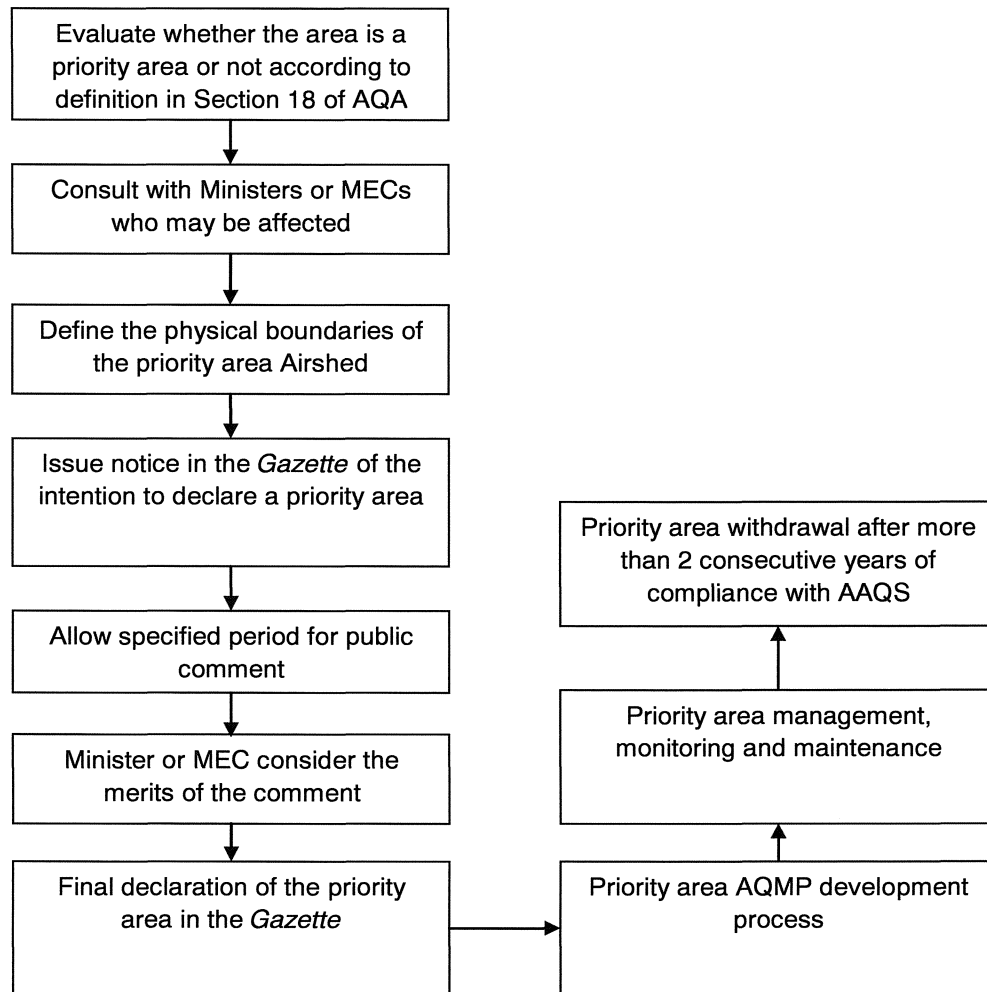 Evaluate whether the area is a
priority area or not according to
definition in Section 18 of AQA
Consult with Ministers or MECs
who may be affected
Define the physical boundaries of
the priority area Airshed
Issue notice in the Gazette of the
intention to declare a priority area
Allow specified period for public
comment
Minister or MEC consider the
merits of the comment
Final declaration of the priority
area in the Gazette
Priority area AQMP development
process
Priority area management,
monitoring and maintenance
Priority area withdrawal after more
than 2 consecutive years of
compliance with AAQS